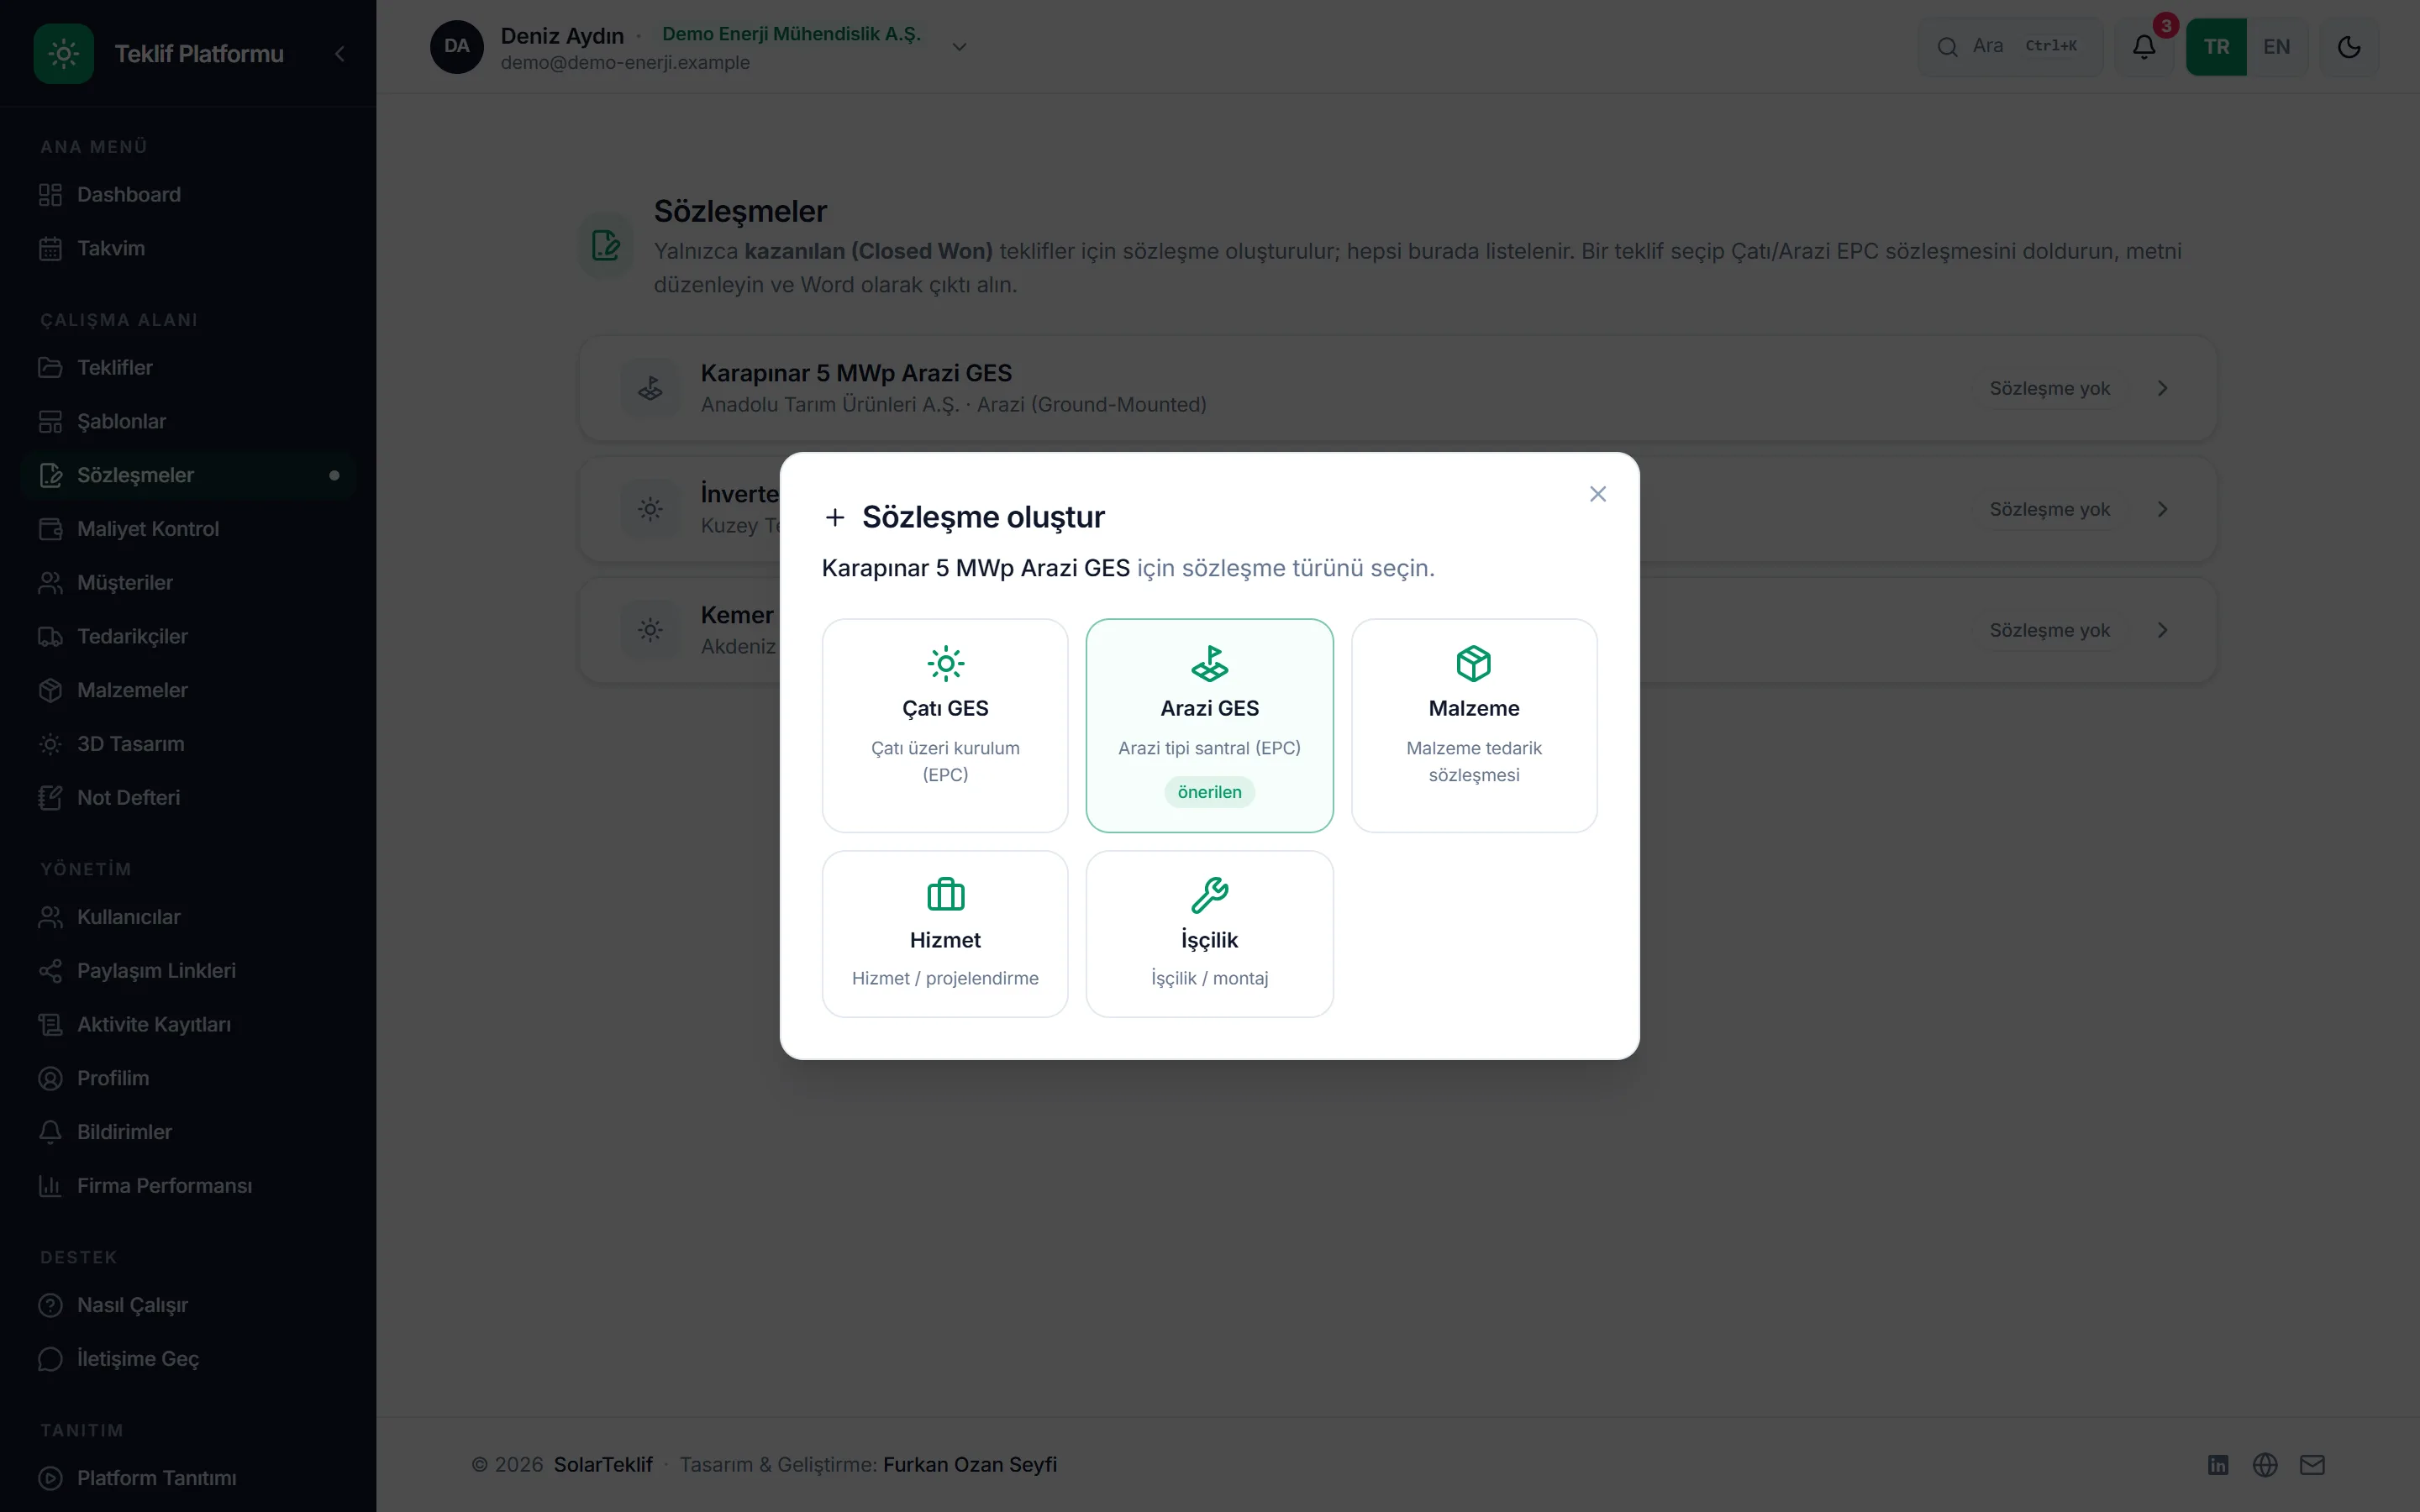 Teklif Platformu
ANA MENÜ
Dashboard
Takvim
ÇALIŞMA ALANI
Teklifler
Şablonlar
Sözleşmeler
Maliyet Kontrol
Müşteriler
Tedarikçiler
Malzemeler
3D Tasarım
Not Defteri
YÖNETİM
Kullanıcılar
Paylaşım Linkleri
Aktivite Kayıtları
Profilim
Bildirimler
Firma Performansı
DESTEK
Nasıl Çalışır
İletişime Geç
TANITIM
Platform Tanıtımı
DA
Deniz Aydın · Demo Enerji Mühendislik A.Ş.
demo@demo-enerji.example
Ara Ctrl+K
3
TR EN
Sözleşmeler
Yalnızca kazanılan (Closed Won) teklifler için sözleşme oluşturulur; hepsi burada listelenir. Bir teklif seçip Çatı/Arazi EPC sözleşmesini doldurun, metni
düzenleyin ve Word olarak çıktı alın.
Karapınar 5 MWp Arazi GES
Anadolu Tarım Ürünleri A.Ş. · Arazi (Ground-Mounted)
Sözleşme yok
İnverte
Kuzey Te
Sözleşme yok
Kemer
Akdeniz
Sözleşme yok
Sözleşme oluştur
Karapınar 5 MWp Arazi GES için sözleşme türünü seçin.
Çatı GES
Çatı üzeri kurulum
(EPC)
Arazi GES
Arazi tipi santral (EPC)
önerilen
Malzeme
Malzeme tedarik
sözleşmesi
Hizmet
Hizmet / projelendirme
İşçilik
İşçilik / montaj
© 2026 SolarTeklif · Tasarım & Geliştirme: Furkan Ozan Seyfi